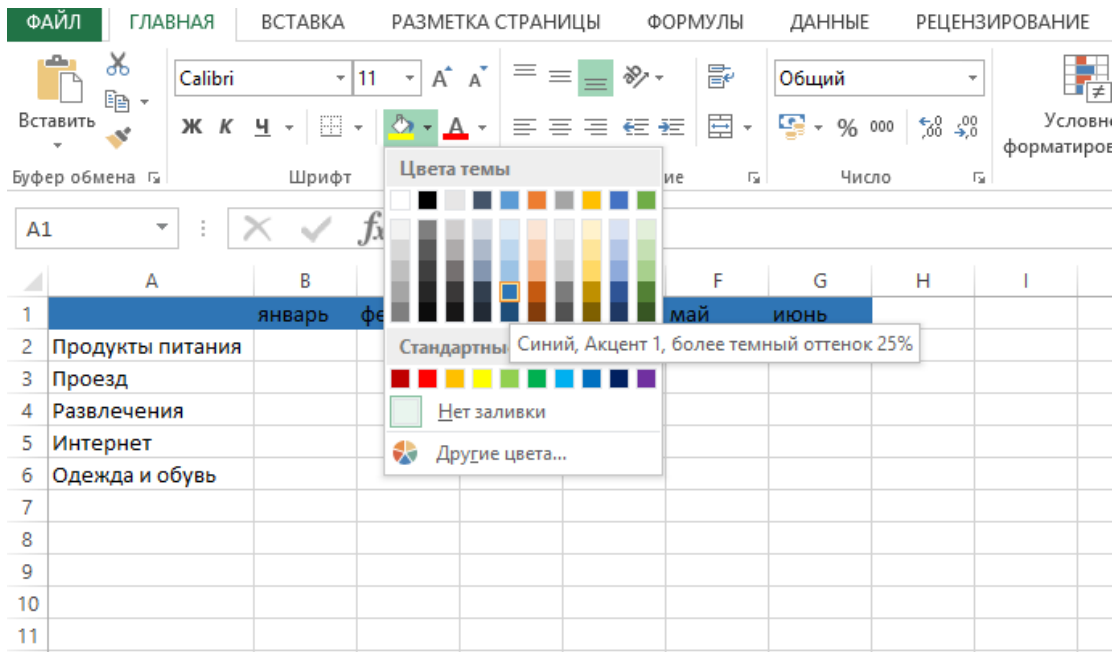 ФАЙЛ ГЛАВНАЯ ВСТАВКА РАЗМЕТКА СТРАНИЦЫ ФОРМУЛЫ ДАННЫЕ РЕЦЕНЗИРОВАНИЕ
Calibri 11 Общий
Вставить Ж К Ч % 000 Условно
форматиров
Буфер обмена Шрифт ие Число
Цвета темы
A1 fx
A B F G H I
1 январь фе май июнь
2 Продукты питания
Стандартны
Синий, Акцент 1, более темный оттенок 25%
3 Проезд
4 Развлечения
Нет заливки
5 Интернет
Другие цвета...
6 Одежда и обувь
7
8
9
10
11